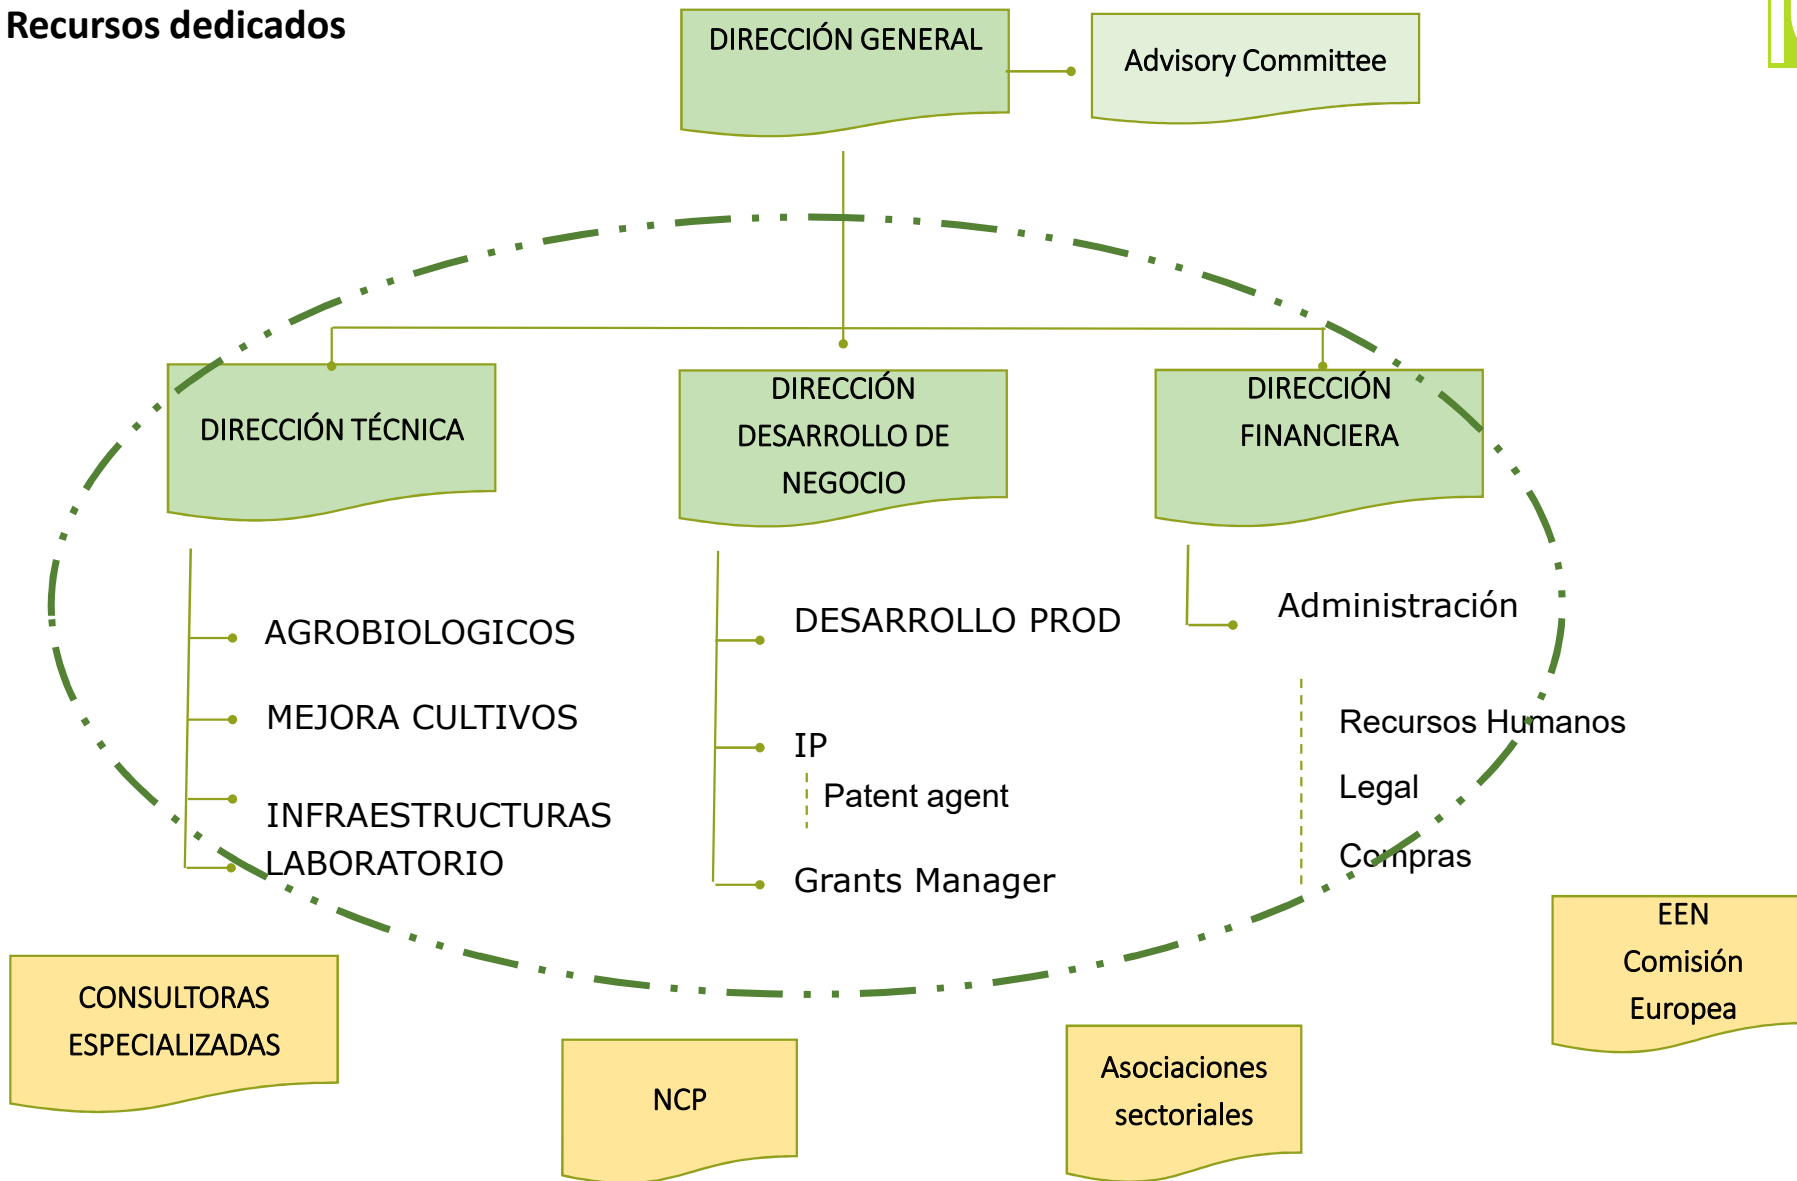 Recursos dedicados
DIRECCIÓN GENERAL
Advisory Committee
DIRECCIÓN TÉCNICA
DIRECCIÓN
DESARROLLO DE
NEGOCIO
DIRECCIÓN
FINANCIERA
AGROBIOLOGICOS
MEJORA CULTIVOS
INFRAESTRUCTURAS
LABORATORIO
DESARROLLO PROD
IP
Patent agent
Grants Manager
Administración
Recursos Humanos
Legal
Compras
CONSULTORAS
ESPECIALIZADAS
NCP
Asociaciones
sectoriales
EEN
Comisión
Europea